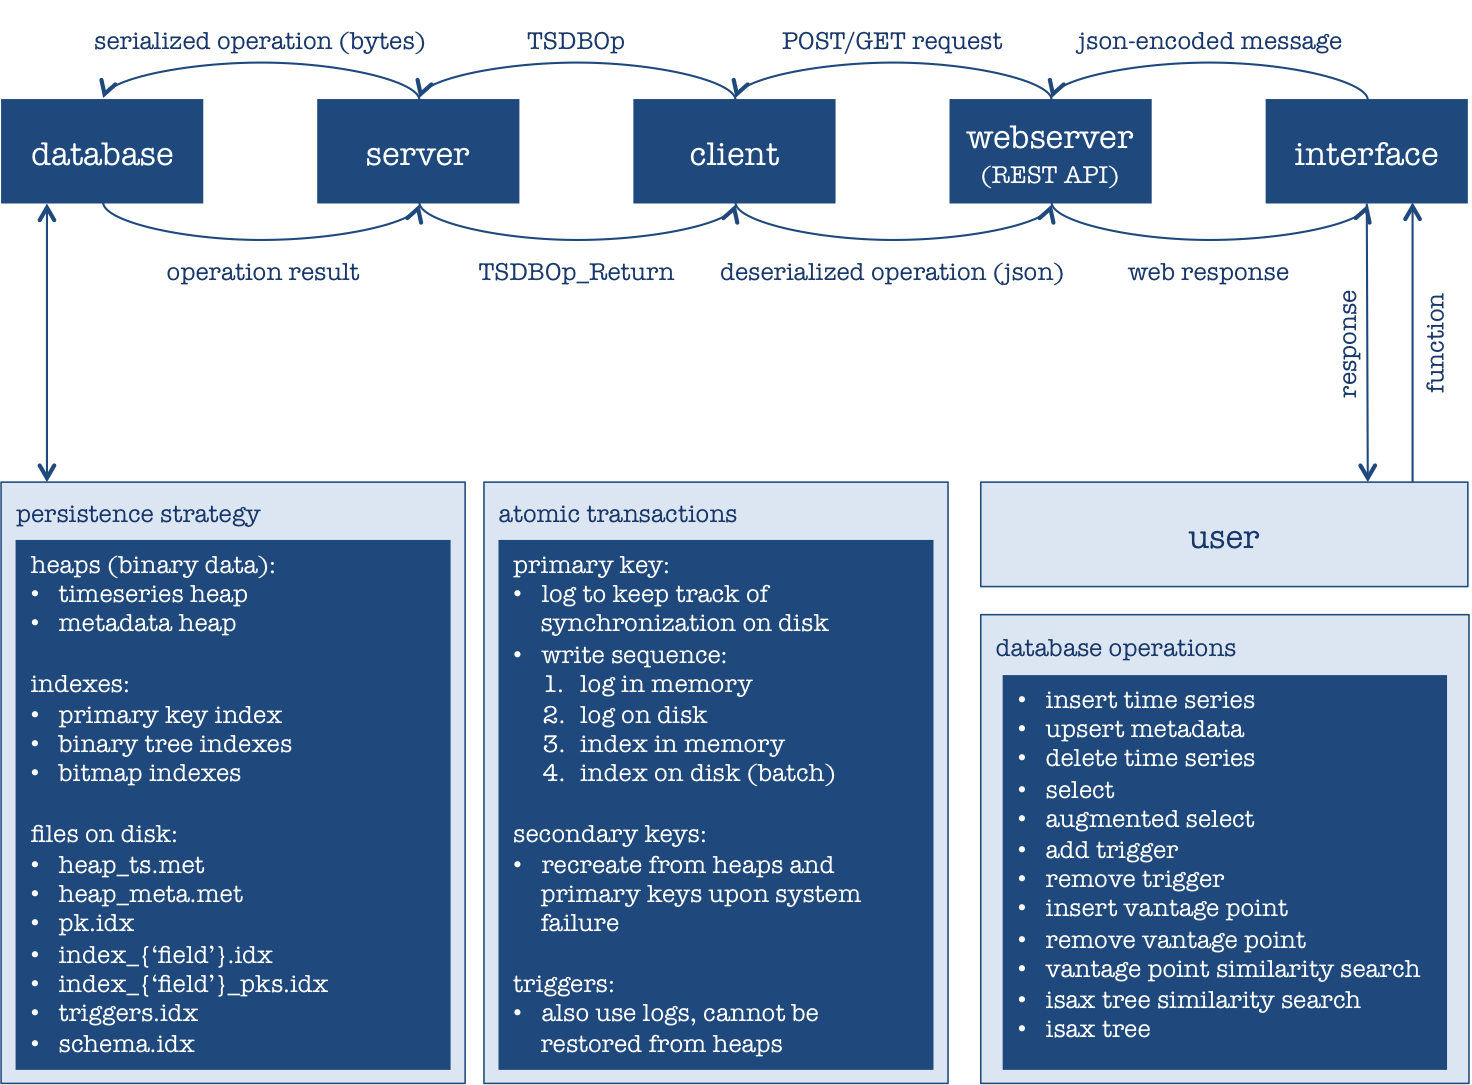 serialized operation (bytes)
TSDBOp
POST/GET request
json-encoded message
database
server
client
webserver
(REST API)
interface
operation result
TSDBOp_Return
deserialized operation (json)
web response
response
function
persistence strategy
heaps (binary data):
• timeseries heap
• metadata heap
indexes:
• primary key index
• binary tree indexes
• bitmap indexes
files on disk:
• heap_ts.met
• heap_meta.met
• pk.idx
• index_{‘field’}.idx
• index_{‘field’}_pks.idx
• triggers.idx
• schema.idx
atomic transactions
primary key:
• log to keep track of
synchronization on disk
• write sequence:
1. log in memory
2. log on disk
3. index in memory
4. index on disk (batch)
secondary keys:
• recreate from heaps and
primary keys upon system
failure
triggers:
• also use logs, cannot be
restored from heaps
user
database operations
• insert time series
• upsert metadata
• delete time series
• select
• augmented select
• add trigger
• remove trigger
• insert vantage point
• remove vantage point
• vantage point similarity search
• isax tree similarity search
• isax tree